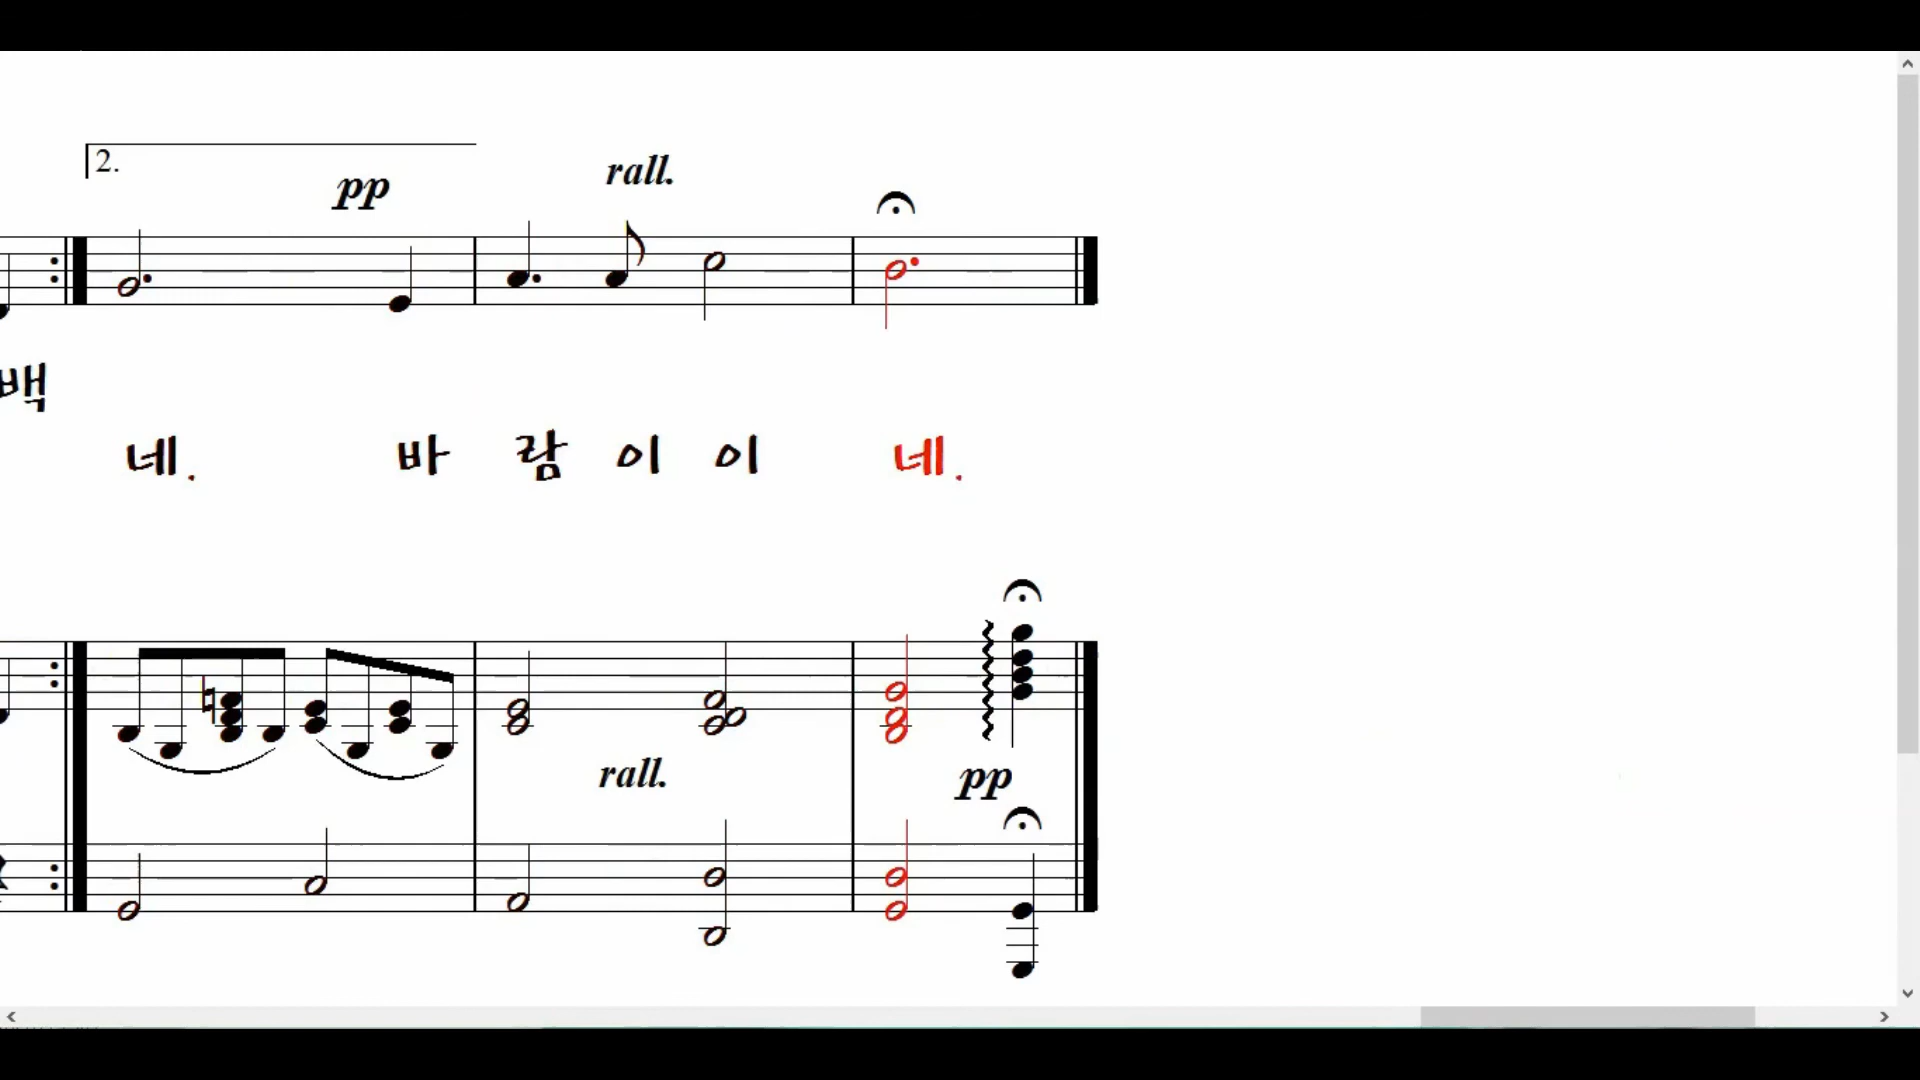 2.
pp
rall.
백
네. 바 람 이 이 네.
rall.
pp